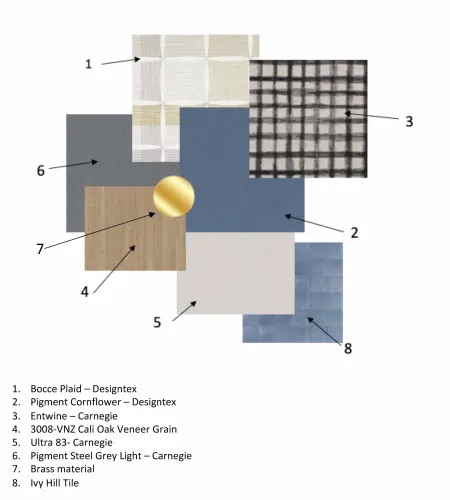 1
3
6
2
7
4
5
8
1. Bocce Plaid – Designtex
2. Pigment Cornflower – Designtex
3. Entwine – Carnegie
4. 3008-VNZ Cali Oak Veneer Grain
5. Ultra 83- Carnegie
6. Pigment Steel Grey Light – Carnegie
7. Brass material
8. Ivy Hill Tile